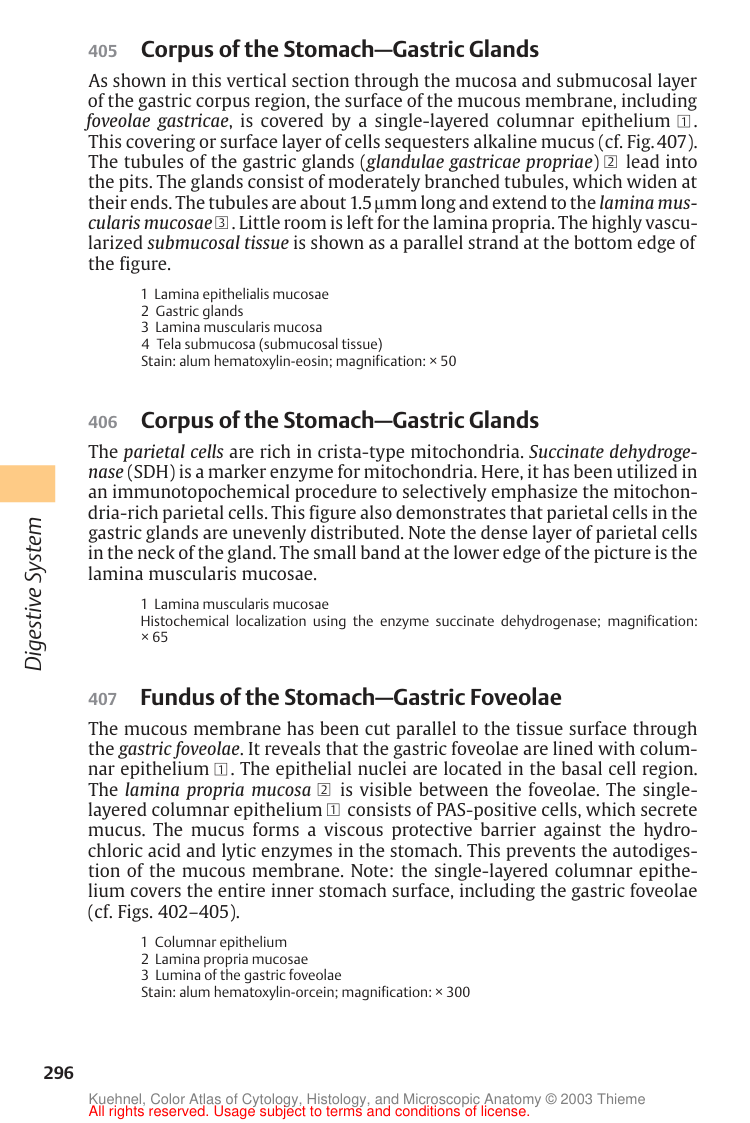 405 Corpus of the Stomach—Gastric Glands
As shown in this vertical section through the mucosa and submucosal layer
of the gastric corpus region, the surface of the mucous membrane, including
foveolae gastricae, is covered by a single-layered columnar epithelium 1.
This covering or surface layer of cells sequesters alkaline mucus (cf. Fig. 407).
The tubules of the gastric glands (glandulae gastricae propriae) 2 lead into
the pits. The glands consist of moderately branched tubules, which widen at
their ends. The tubules are about 1.5 μmm long and extend to the lamina mus-
cularis mucosae 3. Little room is left for the lamina propria. The highly vascu-
larized submucosal tissue is shown as a parallel strand at the bottom edge of
the figure.
1 Lamina epithelialis mucosae
2 Gastric glands
3 Lamina muscularis mucosa
4 Tela submucosa (submucosal tissue)
Stain: alum hematoxylin-eosin; magnification: × 50
406 Corpus of the Stomach—Gastric Glands
The parietal cells are rich in crista-type mitochondria. Succinate dehydroge-
nase (SDH) is a marker enzyme for mitochondria. Here, it has been utilized in
an immunotopochemical procedure to selectively emphasize the mitochon-
dria-rich parietal cells. This figure also demonstrates that parietal cells in the
gastric glands are unevenly distributed. Note the dense layer of parietal cells
in the neck of the gland. The small band at the lower edge of the picture is the
lamina muscularis mucosae.
1 Lamina muscularis mucosae
Histochemical localization using the enzyme succinate dehydrogenase; magnification:
× 65
Digestive System
407 Fundus of the Stomach—Gastric Foveolae
The mucous membrane has been cut parallel to the tissue surface through
the gastric foveolae. It reveals that the gastric foveolae are lined with colum-
nar epithelium 1. The epithelial nuclei are located in the basal cell region.
The lamina propria mucosa 2 is visible between the foveolae. The single-
layered columnar epithelium 1 consists of PAS-positive cells, which secrete
mucus. The mucus forms a viscous protective barrier against the hydro-
chloric acid and lytic enzymes in the stomach. This prevents the autodiges-
tion of the mucous membrane. Note: the single-layered columnar epithe-
lium covers the entire inner stomach surface, including the gastric foveolae
(cf. Figs. 402–405).
1 Columnar epithelium
2 Lamina propria mucosae
3 Lumina of the gastric foveolae
Stain: alum hematoxylin-orcein; magnification: × 300
296
Kuehnel, Color Atlas of Cytology, Histology, and Microscopic Anatomy © 2003 Thieme
All rights reserved. Usage subject to terms and conditions of license.